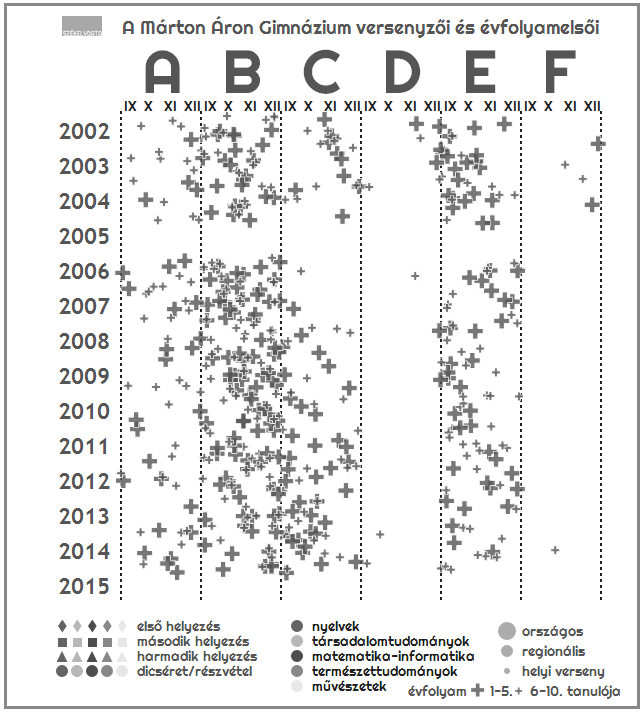 SZÉKELYDATA
A Márton Áron Gimnázium versenyzői és évfolyamelsői
A B C D E F
IX X XI XII IX X XI XII IX X XI XII IX X XI XII IX X XI XII IX X XI XII
2002
2003
2004
2005
2006
2007
2008
2009
2010
2011
2012
2013
2014
2015
első helyezés
második helyezés
harmadik helyezés
dicséret/részvétel
nyelvek
társadalomtudományok
matematika-informatika
természettudományok
művészetek
országos
regionális
helyi verseny
évfolyam + 1-5. + 6-10. tanulója